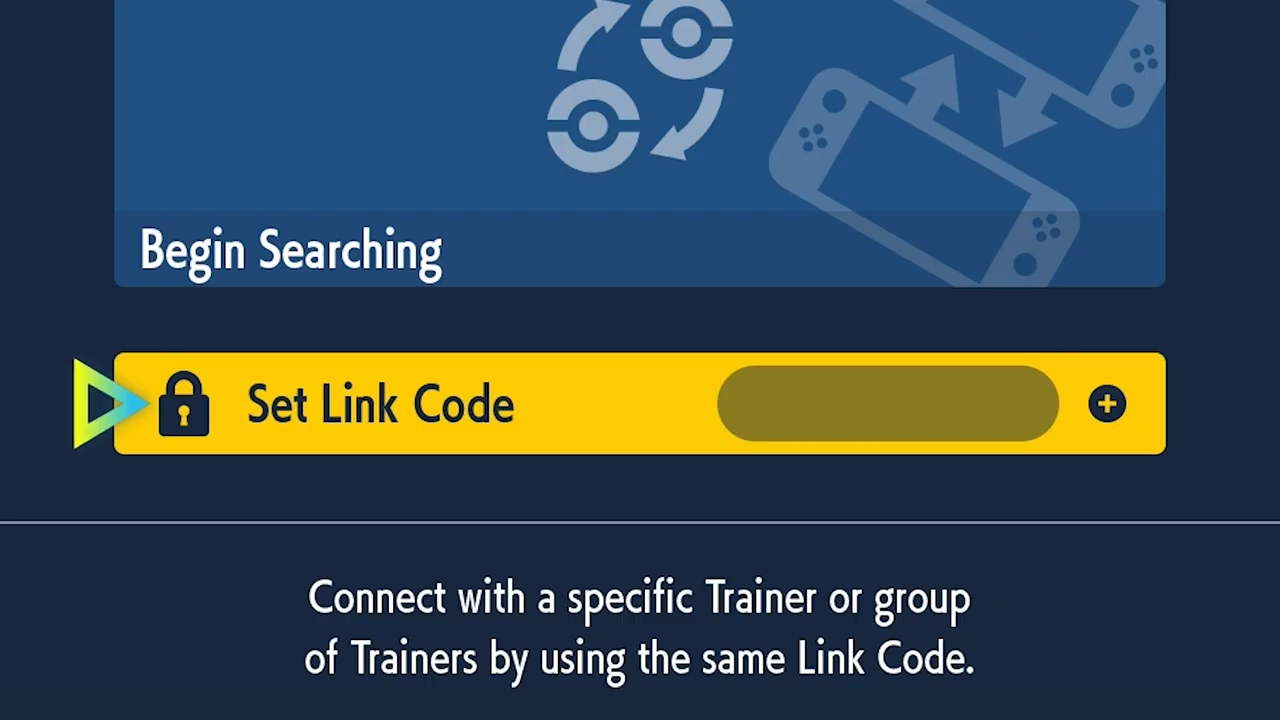 Begin Searching
Set Link Code
Connect with a specific Trainer or group
of Trainers by using the same Link Code.